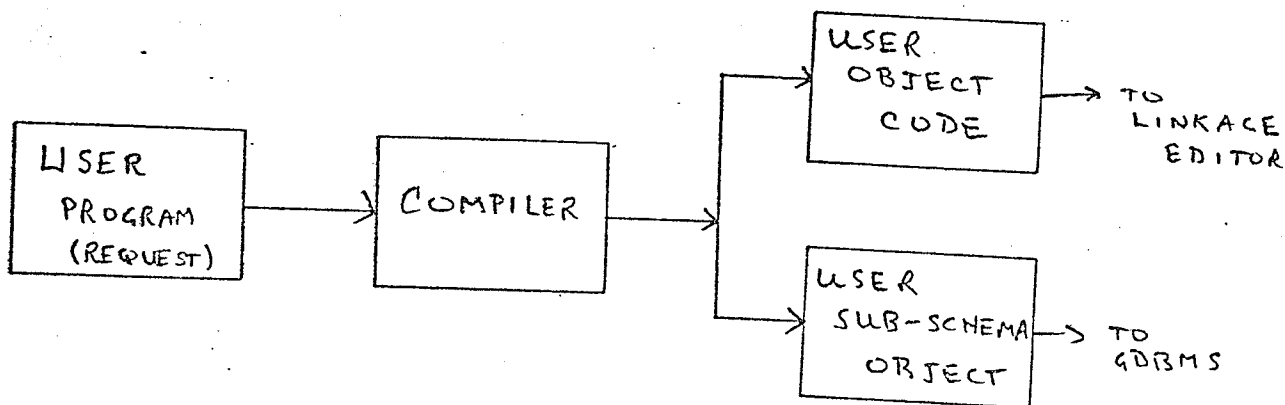 USER
PROGRAM
(REQUEST)
COMPILER
USER
OBJECT
CODE
TO
LINKAGE
EDITOR
USER
SUB-SCHEMA
OBJECT
TO
GDBMS